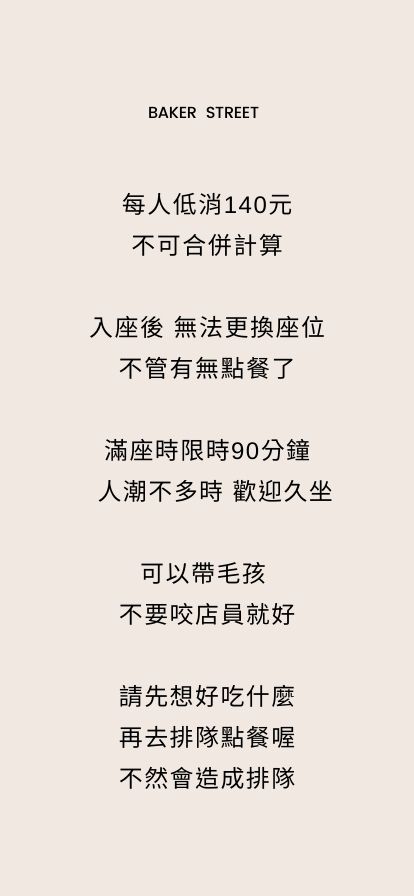 BAKER STREET
每人低消140元
不可合併計算
入座後 無法更換座位
不管有無點餐了
滿座時限時90分鐘
人潮不多時 歡迎久坐
可以帶毛孩
不要咬店員就好
請先想好吃什麼
再去排隊點餐喔
不然會造成排隊